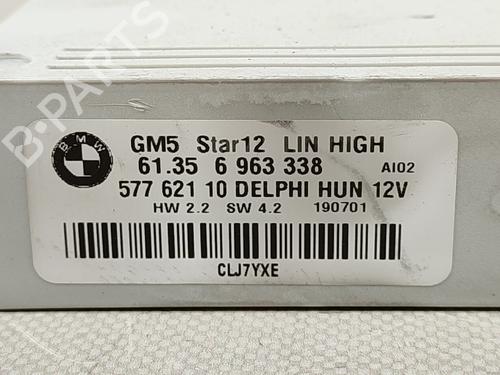 BMW
GM5 Star12 LIN HIGH
61.35 6 963 338 AI02
577 621 10 DELPHI HUN 12V
HW 2.2 SW 4.2 190701
CLJ7YXE
B-PARTS